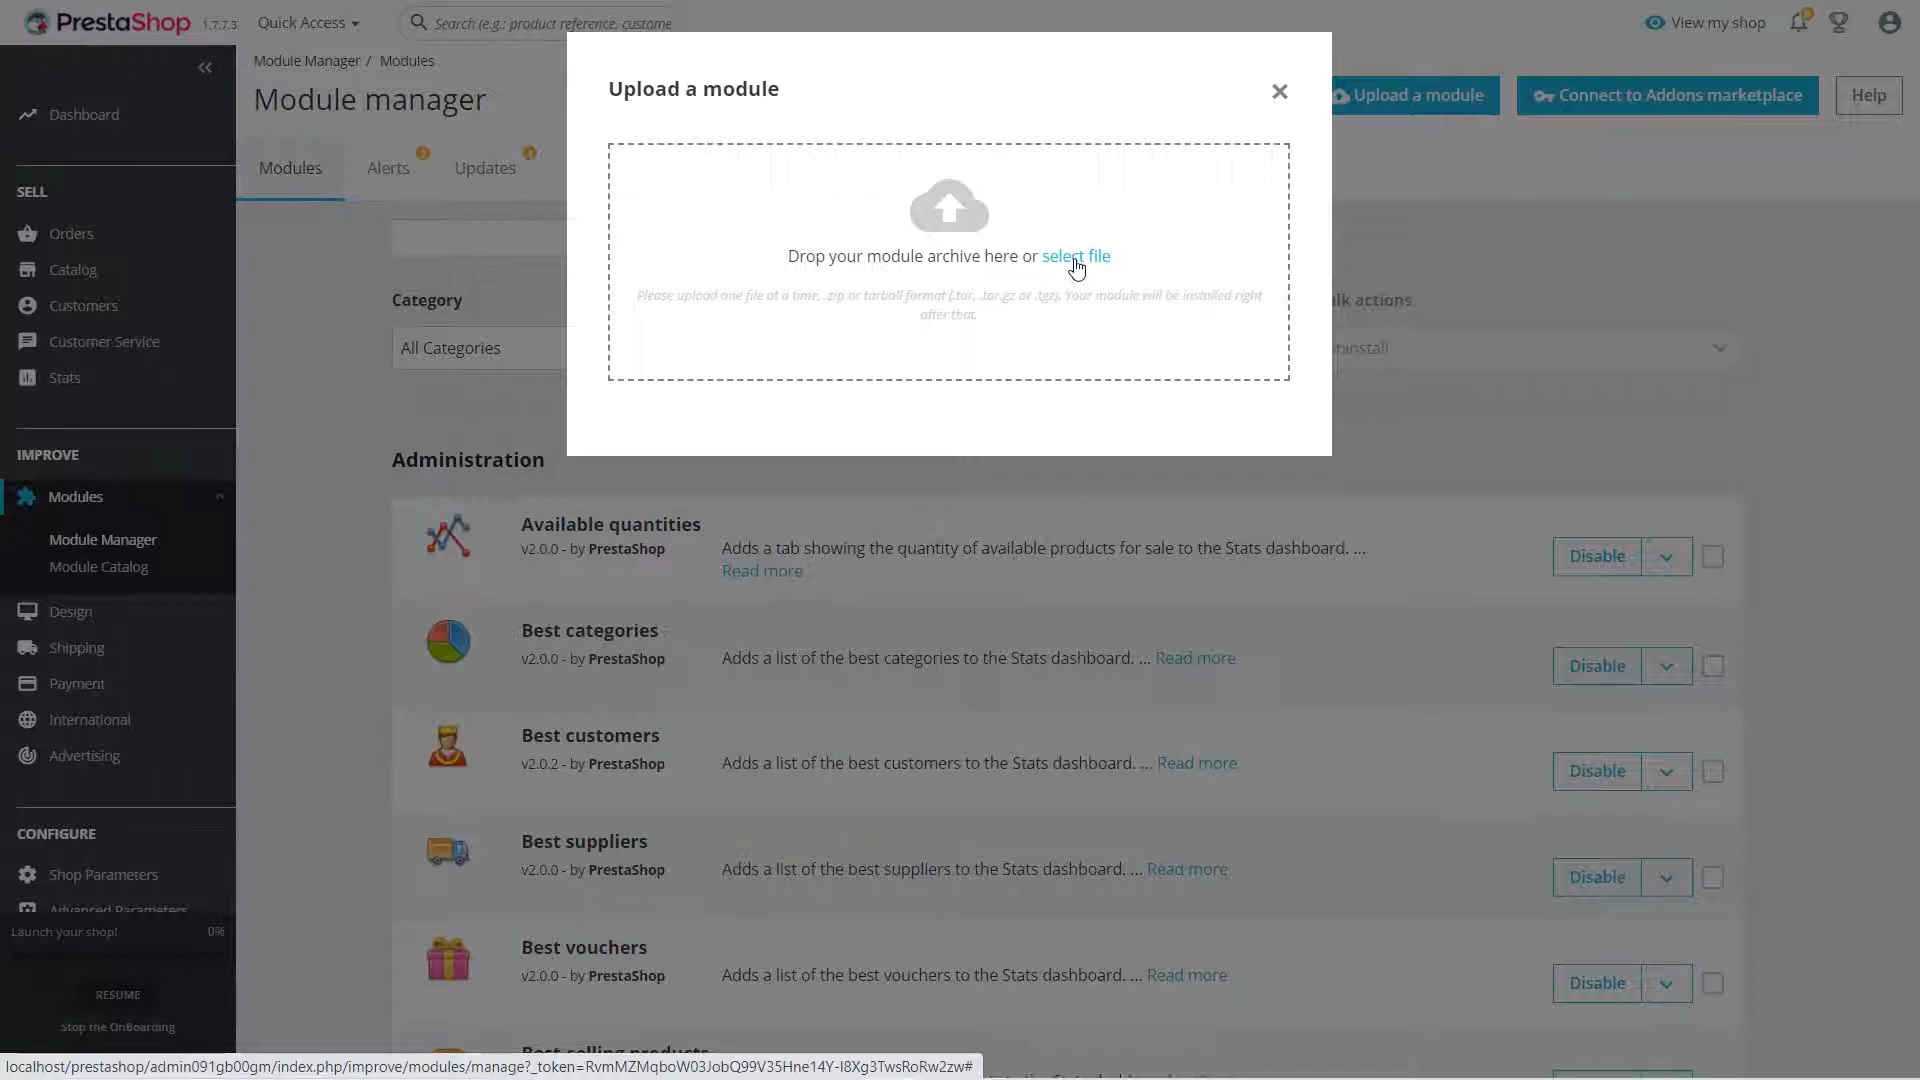 PrestaShop 1.7.7.3
Quick Access
Search (e.g.: product reference, custome
View my shop
Module Manager / Modules
Module manager
Upload a module
Connect to Addons marketplace
Help
Modules
Alerts
Updates
Upload a module
Drop your module archive here or select file
Please upload one file at a time, .zip or tarball format (.tar, .tar.gz or .tgz). Your module will be installed right
after that.
Dashboard
SELL
Orders
Catalog
Customers
Customer Service
Stats
IMPROVE
Modules
Module Manager
Module Catalog
Design
Shipping
Payment
International
Advertising
CONFIGURE
Shop Parameters
Advanced Parameters
Launch your shop! 0%
RESUME
Stop the OnBoarding
Category
All Categories
lk actions
ninstall
Administration
Available quantities
v2.0.0 - by PrestaShop
Adds a tab showing the quantity of available products for sale to the Stats dashboard. ...
Read more
Disable
Best categories
v2.0.0 - by PrestaShop
Adds a list of the best categories to the Stats dashboard. ... Read more
Disable
Best customers
v2.0.2 - by PrestaShop
Adds a list of the best customers to the Stats dashboard. ... Read more
Disable
Best suppliers
v2.0.0 - by PrestaShop
Adds a list of the best suppliers to the Stats dashboard. ... Read more
Disable
Best vouchers
v2.0.0 - by PrestaShop
Adds a list of the best vouchers to the Stats dashboard. ... Read more
Disable
Best-selling products
localhost/prestashop/admin091gb00gm/index.php/improve/modules/manage?_token=RvmMZMqboW03JobQ99V35Hne14Y-I8Xg3TwsRoRw2zw#